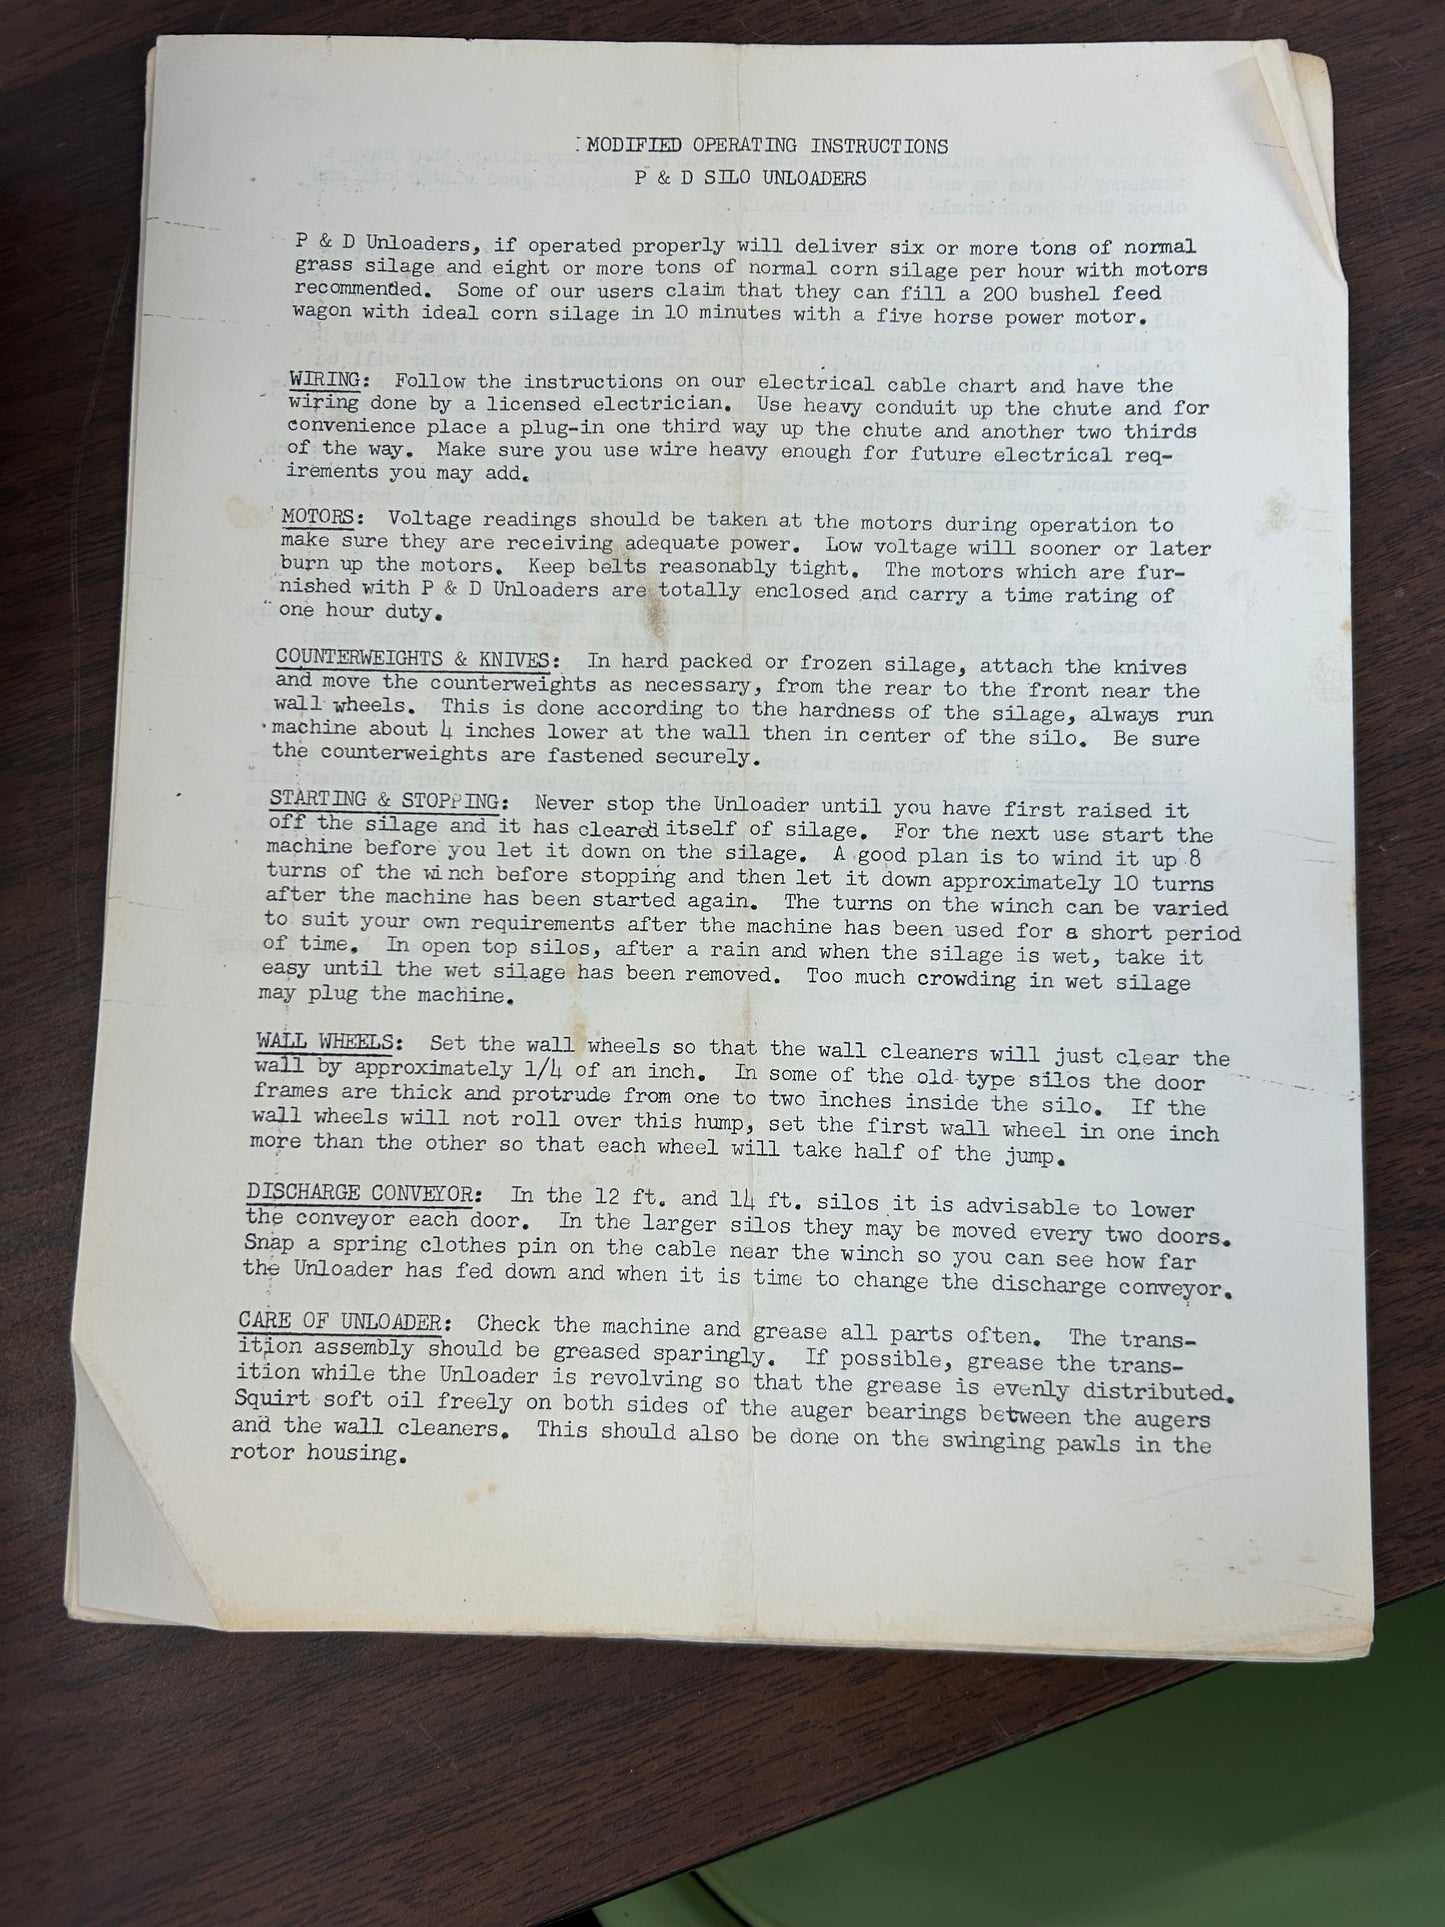 MODIFIED OPERATING INSTRUCTIONS
P & D SILO UNLOADERS
P & D Unloaders, if operated properly will deliver six or more tons of normal
grass silage and eight or more tons of normal corn silage per hour with motors
recommended.  Some of our users claim that they can fill a 200 bushel feed
wagon with ideal corn silage in 10 minutes with a five horse power motor.
WIRING:  Follow the instructions on our electrical cable chart and have the
wiring done by a licensed electrician.  Use heavy conduit up the chute and for
convenience place a plug-in one third way up the chute and another two thirds
of the way.  Make sure you use wire heavy enough for future electrical req-
irements you may add.
MOTORS:  Voltage readings should be taken at the motors during operation to
make sure they are receiving adequate power.  Low voltage will sooner or later
burn up the motors.  Keep belts reasonably tight.  The motors which are fur-
nished with P & D Unloaders are totally enclosed and carry a time rating of
one hour duty.
COUNTERWEIGHTS & KNIVES:  In hard packed or frozen silage, attach the knives
and move the counterweights as necessary, from the rear to the front near the
wall wheels.  This is done according to the hardness of the silage, always run
machine about 4 inches lower at the wall then in center of the silo.  Be sure
the counterweights are fastened securely.
STARTING & STOPPING:  Never stop the Unloader until you have first raised it
off the silage and it has cleared itself of silage.  For the next use start the
machine before you let it down on the silage.  A good plan is to wind it up 8
turns of the winch before stopping and then let it down approximately 10 turns
after the machine has been started again.  The turns on the winch can be varied
to suit your own requirements after the machine has been used for a short period
of time.  In open top silos, after a rain and when the silage is wet, take it
easy until the wet silage has been removed.  Too much crowding in wet silage
may plug the machine.
WALL WHEELS:  Set the wall wheels so that the wall cleaners will just clear the
wall by approximately 1/4 of an inch.  In some of the old type silos the door
frames are thick and protrude from one to two inches inside the silo.  If the
wall wheels will not roll over this hump, set the first wall wheel in one inch
more than the other so that each wheel will take half of the jump.
DISCHARGE CONVEYOR:  In the 12 ft. and 14 ft. silos it is advisable to lower
the conveyor each door.  In the larger silos they may be moved every two doors.
Snap a spring clothes pin on the cable near the winch so you can see how far
the Unloader has fed down and when it is time to change the discharge conveyor.
CARE OF UNLOADER:  Check the machine and grease all parts often.  The trans-
ition assembly should be greased sparingly.  If possible, grease the trans-
ition while the Unloader is revolving so that the grease is evenly distributed.
Squirt soft oil freely on both sides of the auger bearings between the augers
and the wall cleaners.  This should also be done on the swinging pawls in the
rotor housing.